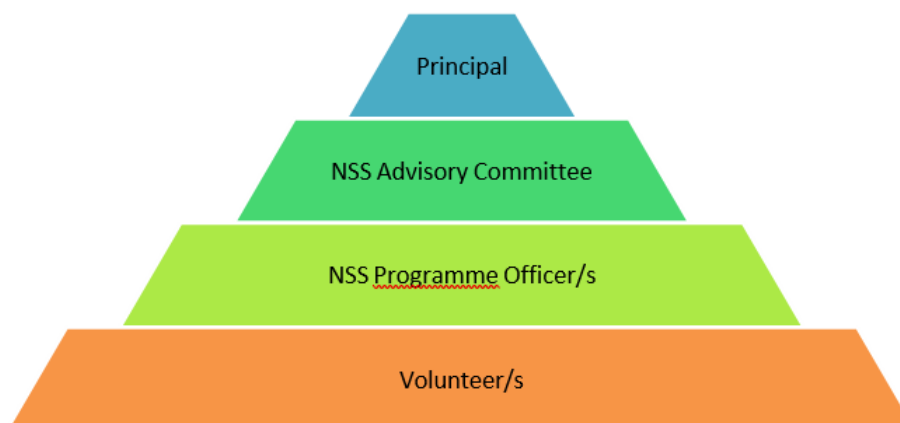 Principal
NSS Advisory Committee
NSS Programme Officer/s
Volunteer/s